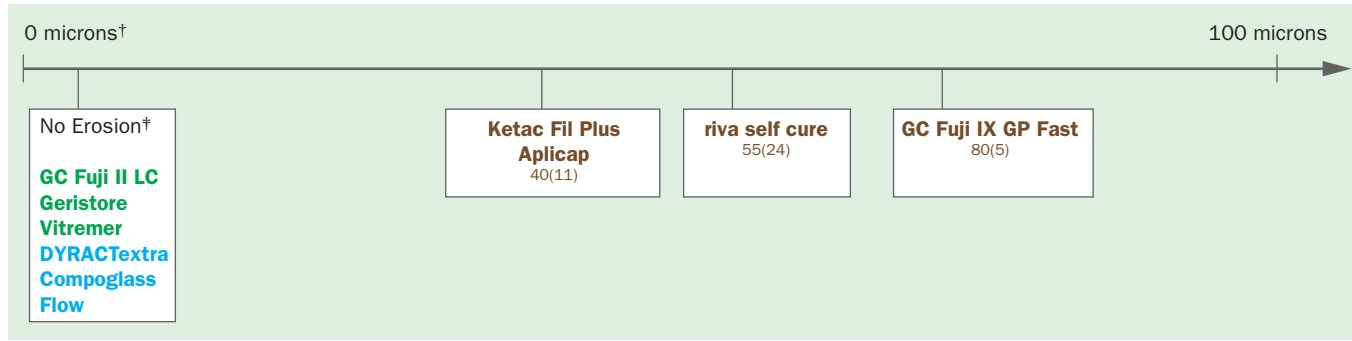 0 microns†
100 microns
No Erosion‡
GC Fuji II LC
Geristore
Vitremer
DYRACTextra
Compoglass
Flow
Ketac Fil Plus
Aplicap
40(11)
riva self cure
55(24)
GC Fuji IX GP Fast
80(5)